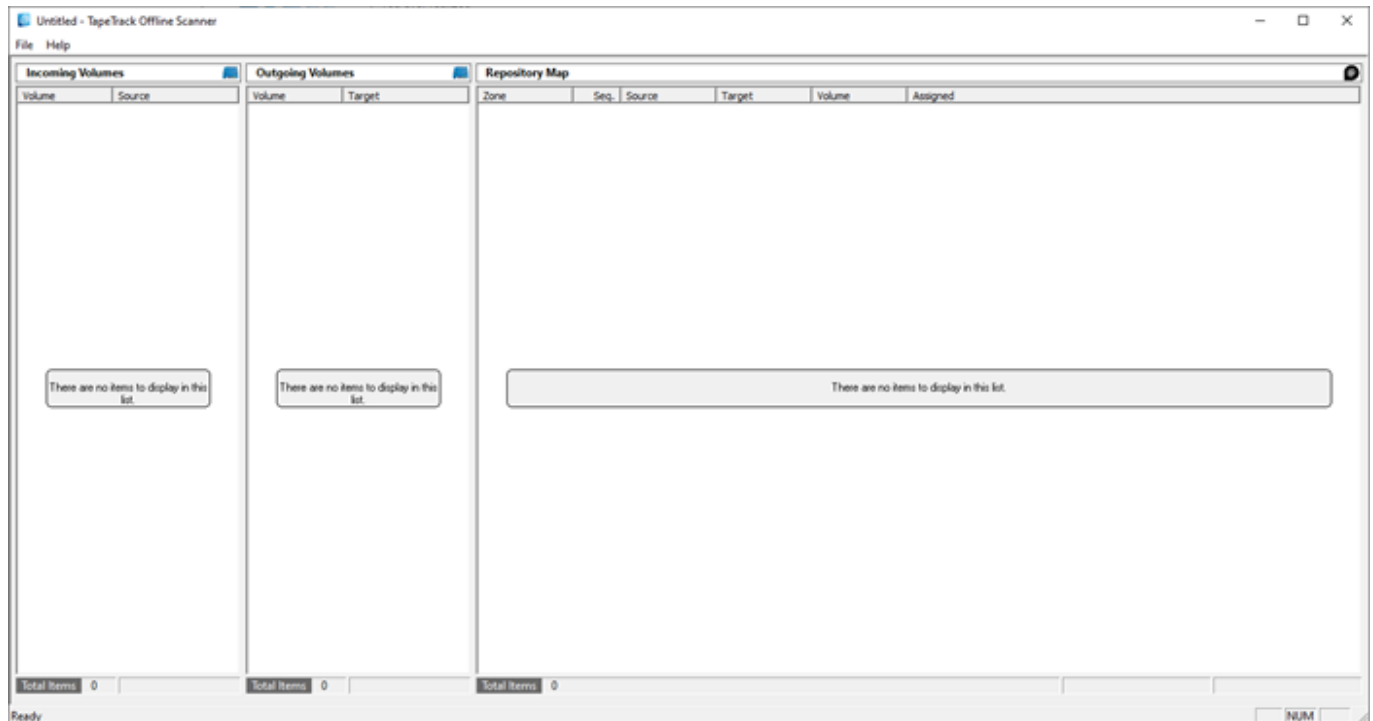 Untitled - TapeTrack Offline Scanner
File Help
Incoming Volumes
Outgoing Volumes
Repository Map
Volume Source
Volume Target
Zone Seq. Source Target Volume Assigned
There are no items to display in this
list.
There are no items to display in this
list.
There are no items to display in this list.
Total Items 0
Total Items 0
Total Items 0
Ready
NUM